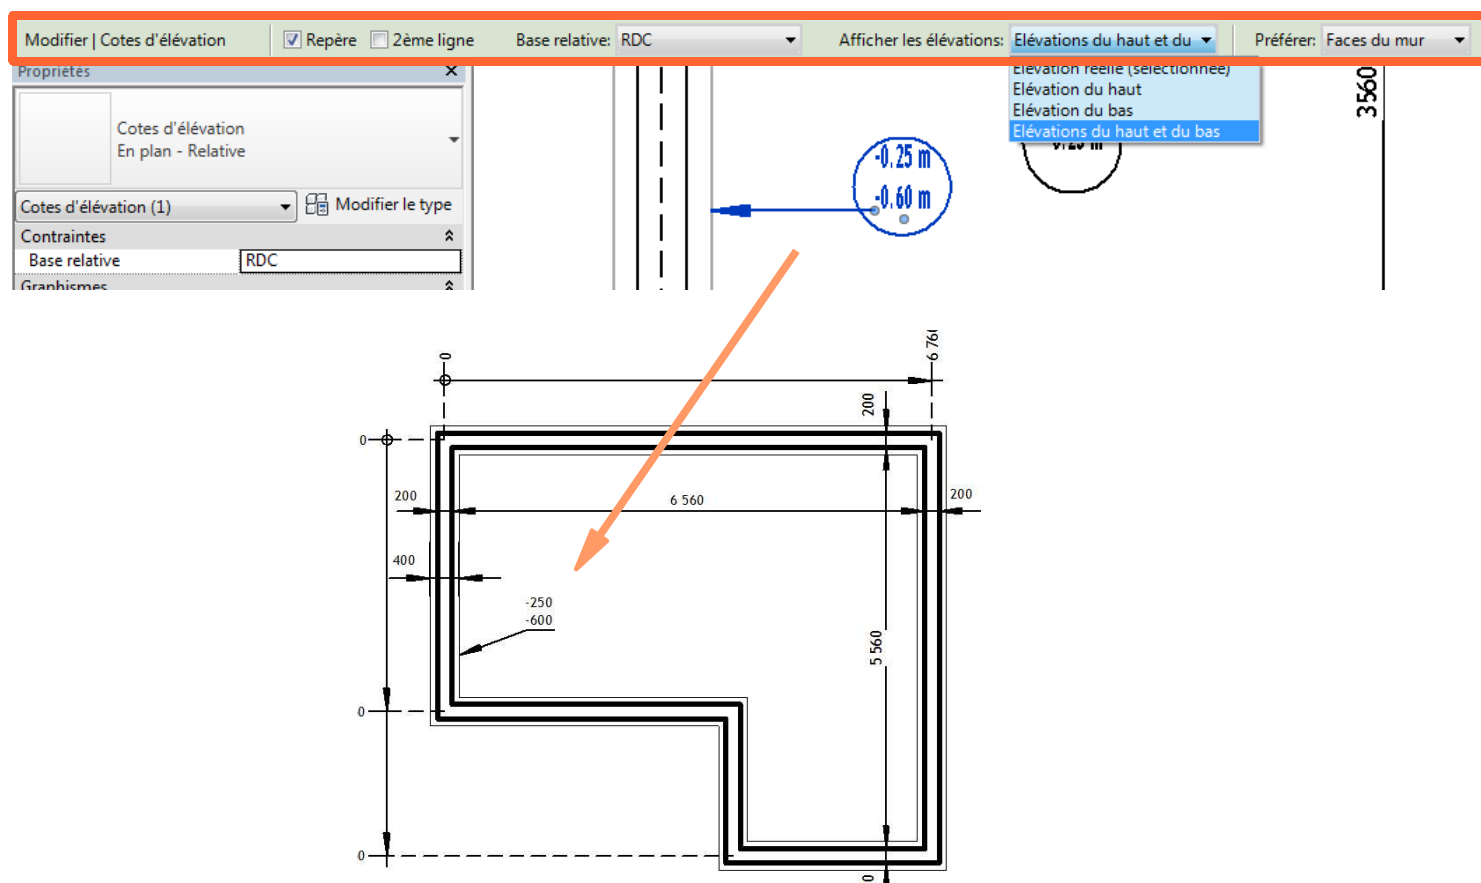 Modifier | Cotes d'élévation Repère 2ème ligne Base relative: RDC Afficher les élévations: Elévations du haut et du Préférer: Faces du mur
Propriétés
Elévation réelle (sélectionnée)
Elévation du haut
Elévation du bas
Elévations du haut et du bas
Cotes d'élévation
En plan - Relative
Cotes d'élévation (1) Modifier le type
Contraintes
Base relative RDC
Graphismes
-0.25 m
-0.60 m
3560
0
6 760
200
0
200
6 560
200
400
-250
-600
5 560
0
0
0